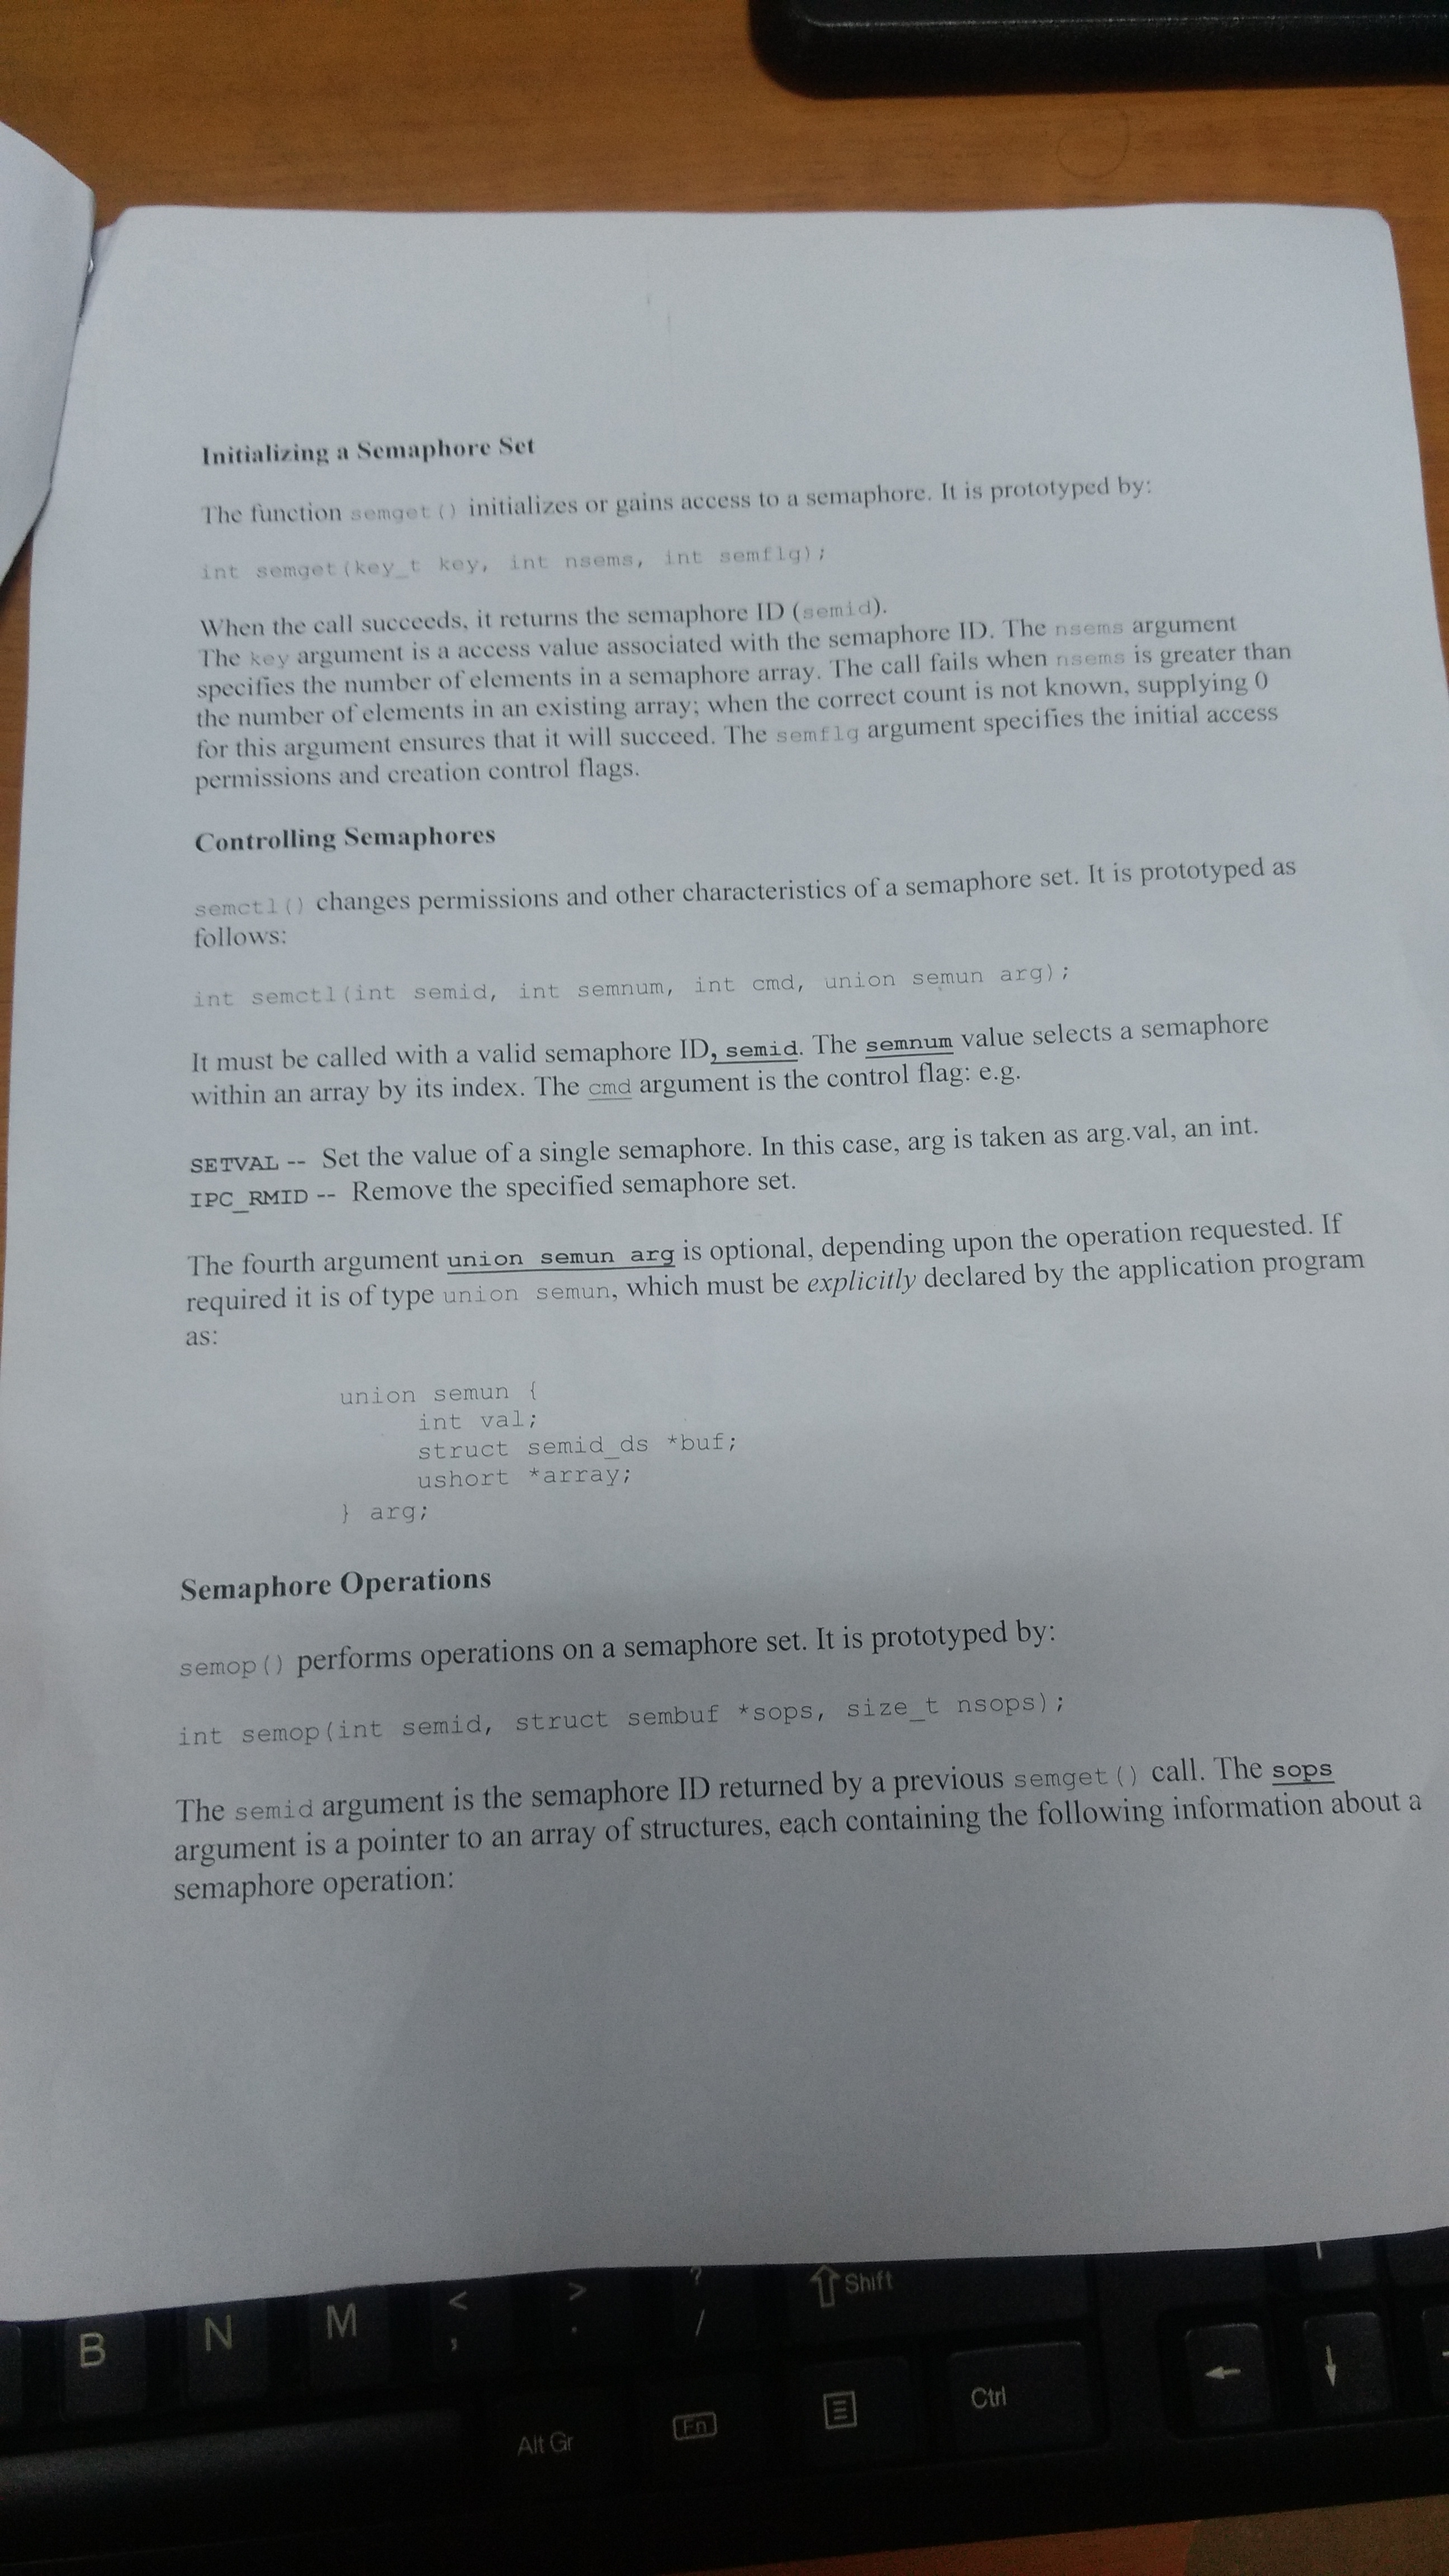 Initializing a Semaphore Set
The function semget() initializes or gains access to a semaphore. It is prototyped by:
int semget(key_t key, int nsems, int semflg);
When the call succeeds, it returns the semaphore ID (semid).
The key argument is a access value associated with the semaphore ID. The nsems argument
specifies the number of elements in a semaphore array. The call fails when nsems is greater than
the number of elements in an existing array; when the correct count is not known, supplying 0
for this argument ensures that it will succeed. The semflg argument specifies the initial access
permissions and creation control flags.
Controlling Semaphores
semctl() changes permissions and other characteristics of a semaphore set. It is prototyped as
follows:
int semctl(int semid, int semnum, int cmd, union semun arg);
It must be called with a valid semaphore ID, semid. The semnum value selects a semaphore
within an array by its index. The cmd argument is the control flag: e.g.
SETVAL -- Set the value of a single semaphore. In this case, arg is taken as arg.val, an int.
IPC_RMID -- Remove the specified semaphore set.
The fourth argument union semun arg is optional, depending upon the operation requested. If
required it is of type union semun, which must be explicitly declared by the application program
as:
union semun {
int val;
struct semid_ds *buf;
ushort *array;
} arg;
Semaphore Operations
semop() performs operations on a semaphore set. It is prototyped by:
int semop(int semid, struct sembuf *sops, size_t nsops);
The semid argument is the semaphore ID returned by a previous semget() call. The sops
argument is a pointer to an array of structures, each containing the following information about a
semaphore operation:
B N M < , > . ? / Shift
Alt Gr Fn Ctrl